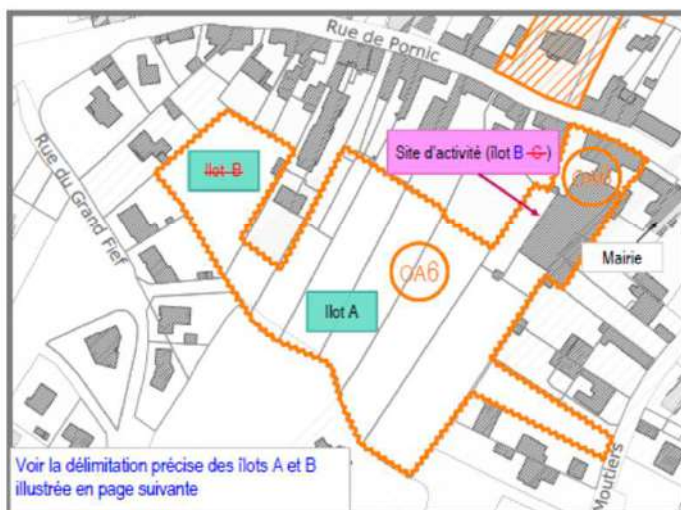 Rue de Pornic
Rue du Grand Fief
Ilot B
Site d'activité (îlot B C)
Mairie
OA6
Ilot A
Moutiers
Voir la délimitation précise des îlots A et B
illustrée en page suivante